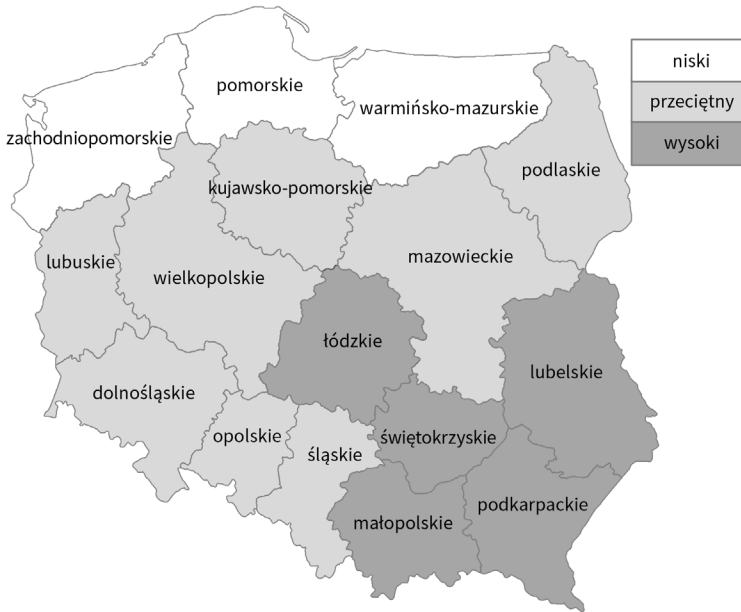 niski
przeciętny
wysoki
pomorskie
warmińsko-mazurskie
zachodniopomorskie
podlaskie
kujawsko-pomorskie
mazowieckie
lubuskie
wielkopolskie
łódzkie
lubelskie
dolnośląskie
opolskie
śląskie
świętokrzyskie
podkarpackie
małopolskie